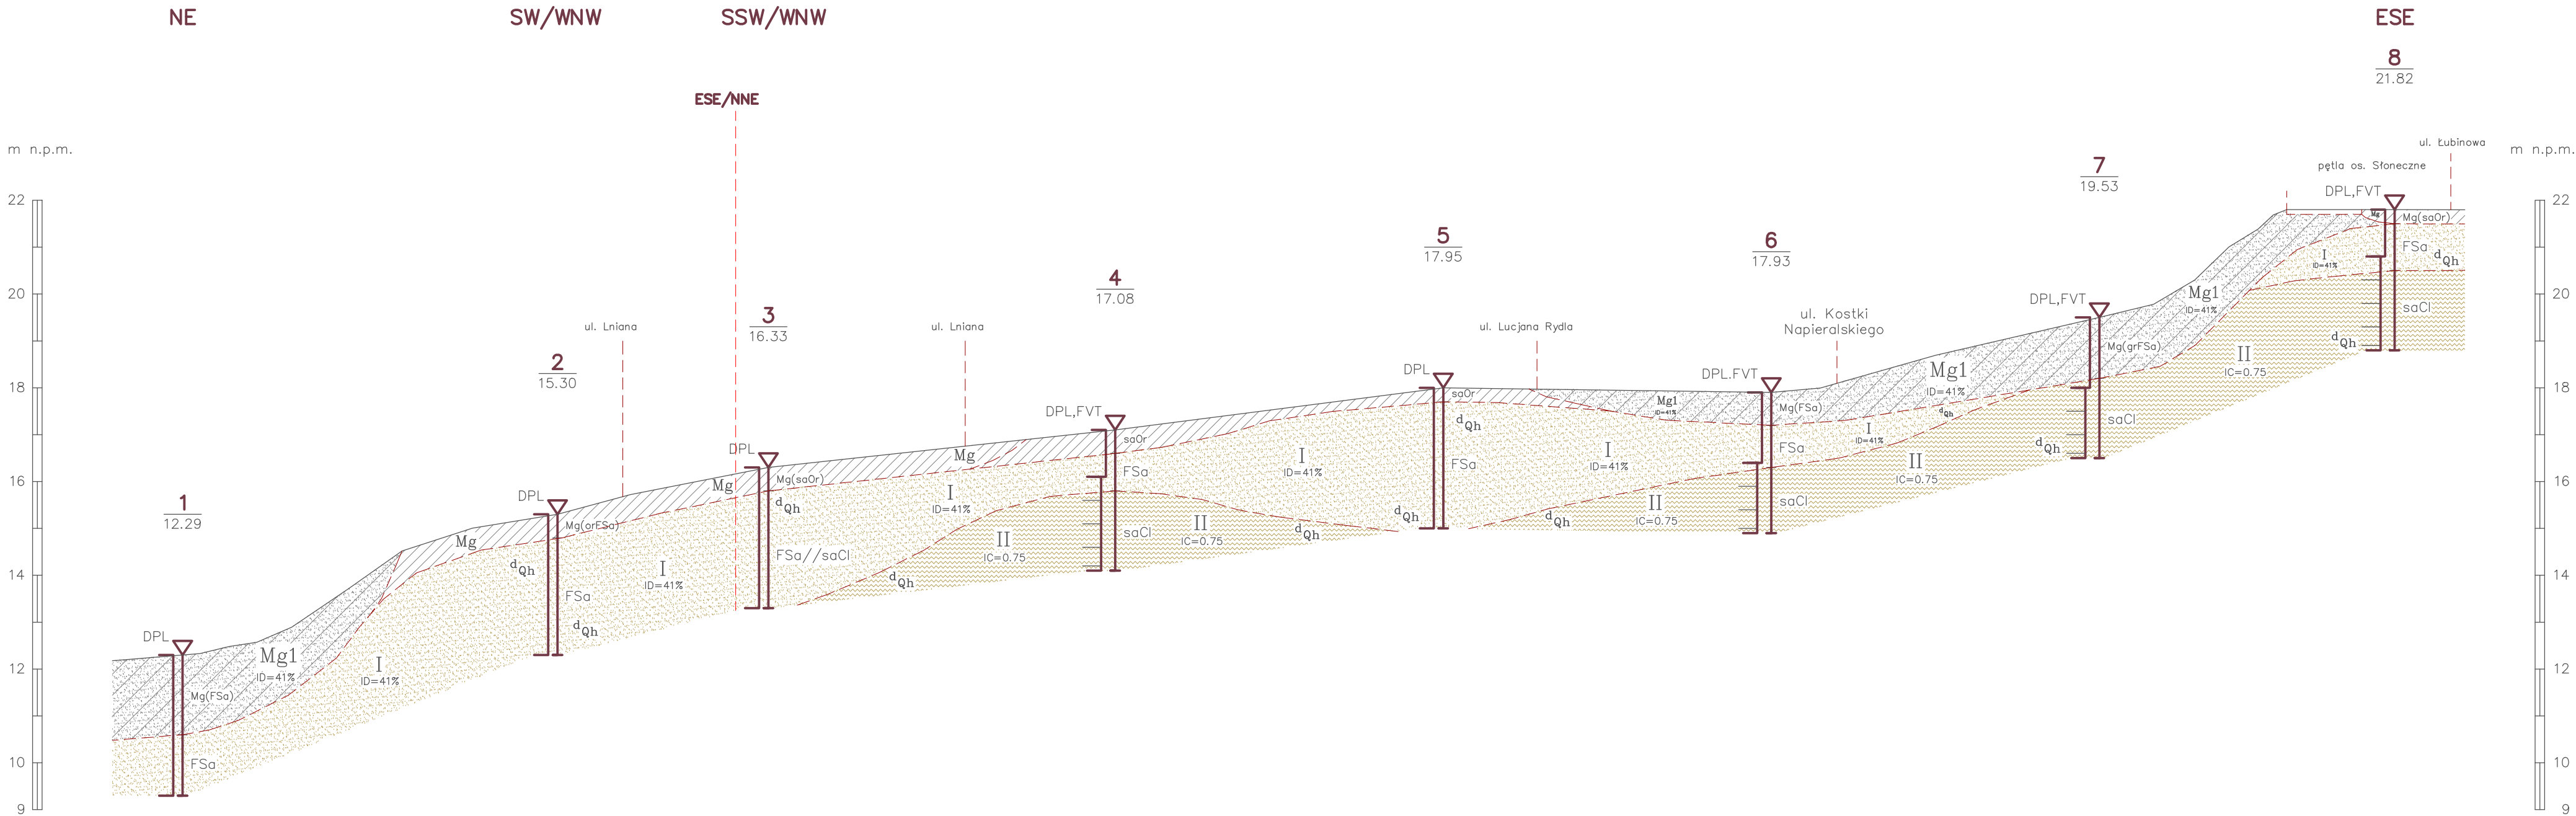 NE
SW/WNW
SSW/WNW
ESE
8
21.82
ESE/NNE
ul. Łubinowa
m n.p.m.
m n.p.m.
pętla os. Słoneczne
7
19.53
DPL,FVT
22
22
Mg
Mg(saOr)
5
17.95
6
17.93
FSa
I
ID=41%
dQh
4
17.08
20
20
Mg1
ID=41%
DPL,FVT
saCl
3
16.33
ul. Lniana
ul. Lniana
ul. Lucjana Rydla
ul. Kostki
Napieralskiego
dQh
Mg(grFSa)
II
IC=0.75
2
15.30
DPL
DPL.FVT
Mg1
ID=41%
18
18
saOr
Mg1
ID=41%
Mg(FSa)
dQh
DPL,FVT
dQh
saCl
I
ID=41%
saOr
DPL
Mg
I
ID=41%
FSa
I
ID=41%
FSa
dQh
II
IC=0.75
FSa
16
16
Mg
Mg(saOr)
I
ID=41%
dQh
saCl
II
IC=0.75
1
12.29
DPL
Mg(orFSa)
dQh
dQh
dQh
II
IC=0.75
saCl
II
IC=0.75
dQh
Mg
FSa//saCl
14
14
dQh
I
ID=41%
dQh
FSa
dQh
DPL
Mg1
ID=41%
I
ID=41%
12
12
Mg(FSa)
FSa
10
10
9
9